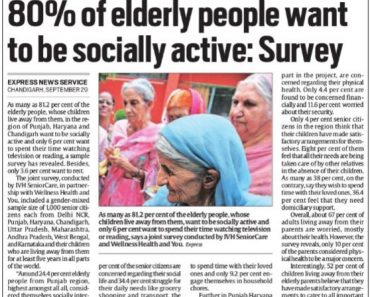 80% of elderly people want
to be socially active: Survey
EXPRESS NEWS SERVICE
CHANDIGARH, SEPTEMBER 29
As many as 81.2 per cent of the
elderly people, whose children
live away from them, in the re-
gion of Punjab, Haryana and
Chandigarh want to be socially
active and only 6 per cent want
to spend their time watching
television or reading, a sample
survey has revealed. Besides,
only 3.6 per cent want to rest.
The joint survey, conducted
by IVH SeniorCare, in partner-
ship with Wellness Health and
You, included a gender-mixed
sample size of 1,000 senior citi-
zens each from Delhi NCR,
Punjab, Haryana, Chandigarh,
Uttar Pradesh, Maharashtra,
Andhra Pradesh, West Bengal,
and Karnataka and their children
who are living away from them
for at least five years in all parts
of the world.
"Around 24.4 per cent elderly
people from Punjab region,
highest amongst all all, consid-
ered themselves socially inter-
As many as 81.2 per cent of the elderly people, whose
children live away from them, want to be socially active and
only 6 per cent want to spend their time watching television
or reading, says a joint survey conducted by IVH SeniorCare
and Wellness Health and You. Express
per cent of the senior citizens are
concerned regarding their social
life and 34.4 per cent struggle for
their daily needs like grocery
shopping and transport, the
to spend time with their loved
ones and only 9.2 per cent en-
gage themselves in household
chores.
Further in Punjab Haryana
part in the project, are con-
cerned regarding their physical
health. Only 4.4 per cent are
found to be concerned finan-
cially and 11.6 per cent worried
about their security.
Only 4 per cent senior citi-
zens in the region think that
their children have made satis-
factory arrangements for them-
selves. Eight per cent of them
feel that all their needs are being
taken care of by other relatives
in the absence of their children.
As many as 38 per cent, on the
contrary, say they wish to spend
time with their loved ones, 36.4
per cent feel that they need
domiciliary support.
Overall, about 67 per cent of
adults living away from their
parents are worried, mostly
about their health. However, the
survey reveals, only 10 per cent
of the parents considered phys-
ical health to be a major concern.
Interestingly, 52 per cent of
children living away from their
elderly parents believe that they
have made satisfactory arrange-
ments to cater to all important